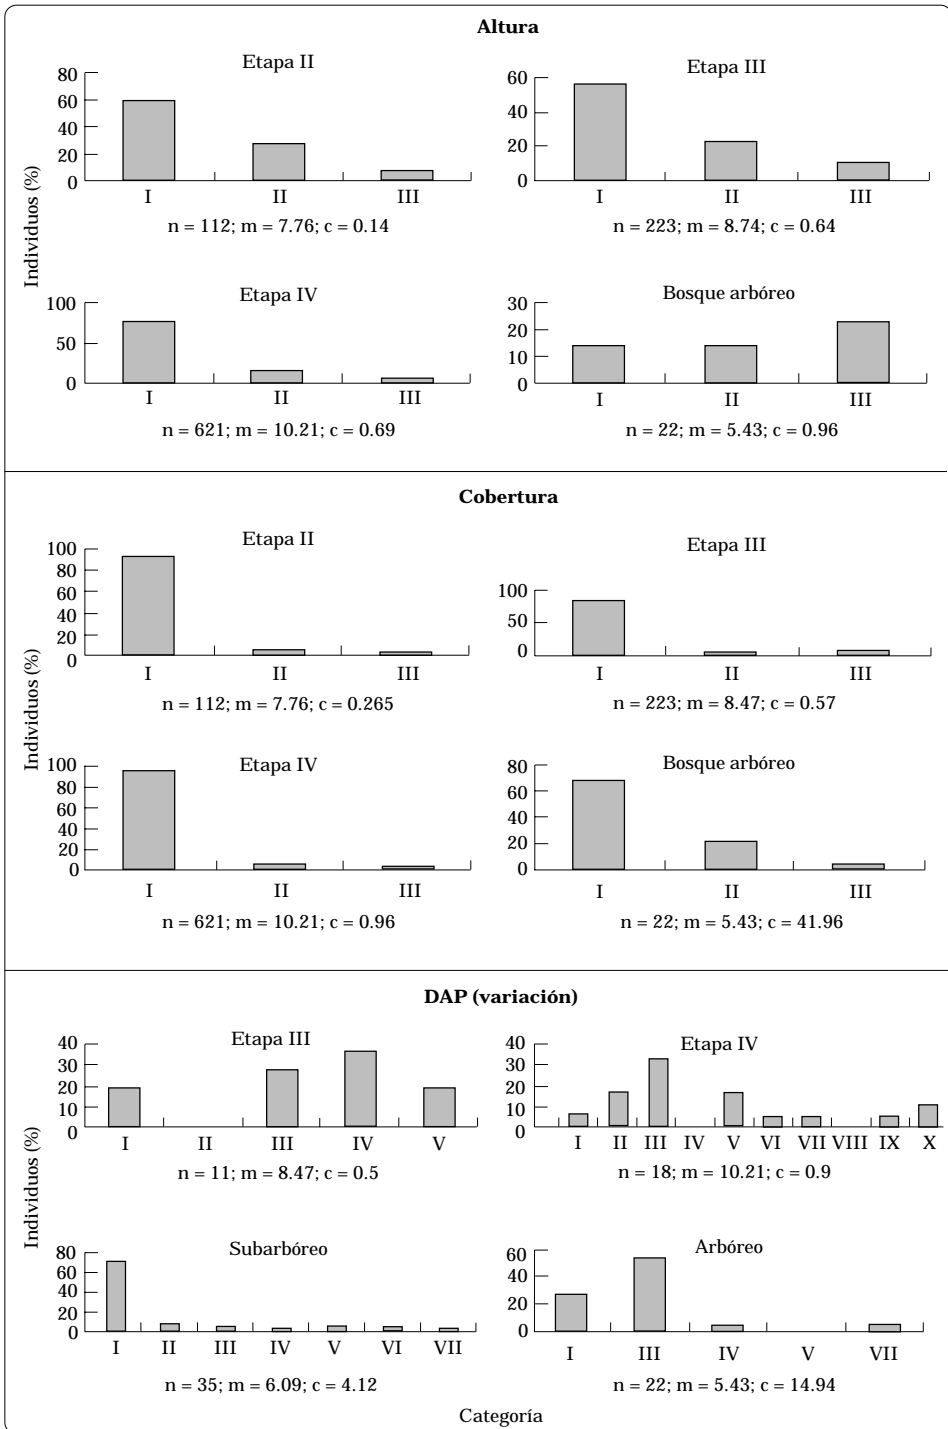 Altura
Individuos (%)
Etapa II
80
60
40
20
0
I II III
n = 112; m = 7.76; c = 0.14
Etapa III
60
40
20
0
I II III
n = 223; m = 8.74; c = 0.64
Etapa IV
100
50
0
I II III
n = 621; m = 10.21; c = 0.69
Bosque arbóreo
30
20
10
0
I II III
n = 22; m = 5.43; c = 0.96
Cobertura
Individuos (%)
Etapa II
100
80
60
40
20
0
I II III
n = 112; m = 7.76; c = 0.265
Etapa III
100
50
0
I II III
n = 223; m = 8.47; c = 0.57
Etapa IV
100
80
60
40
20
0
I II III
n = 621; m = 10.21; c = 0.96
Bosque arbóreo
80
60
40
20
0
I II III
n = 22; m = 5.43; c = 41.96
DAP (variación)
Individuos (%)
Etapa III
40
30
20
10
0
I II III IV V
n = 11; m = 8.47; c = 0.5
Etapa IV
40
30
20
10
0
I II III IV V VI VII VIII IX X
n = 18; m = 10.21; c = 0.9
Subarbóreo
80
60
40
20
0
I II III IV V VI VII
n = 35; m = 6.09; c = 4.12
Arbóreo
60
40
20
0
I III IV V VII
n = 22; m = 5.43; c = 14.94
Categoría